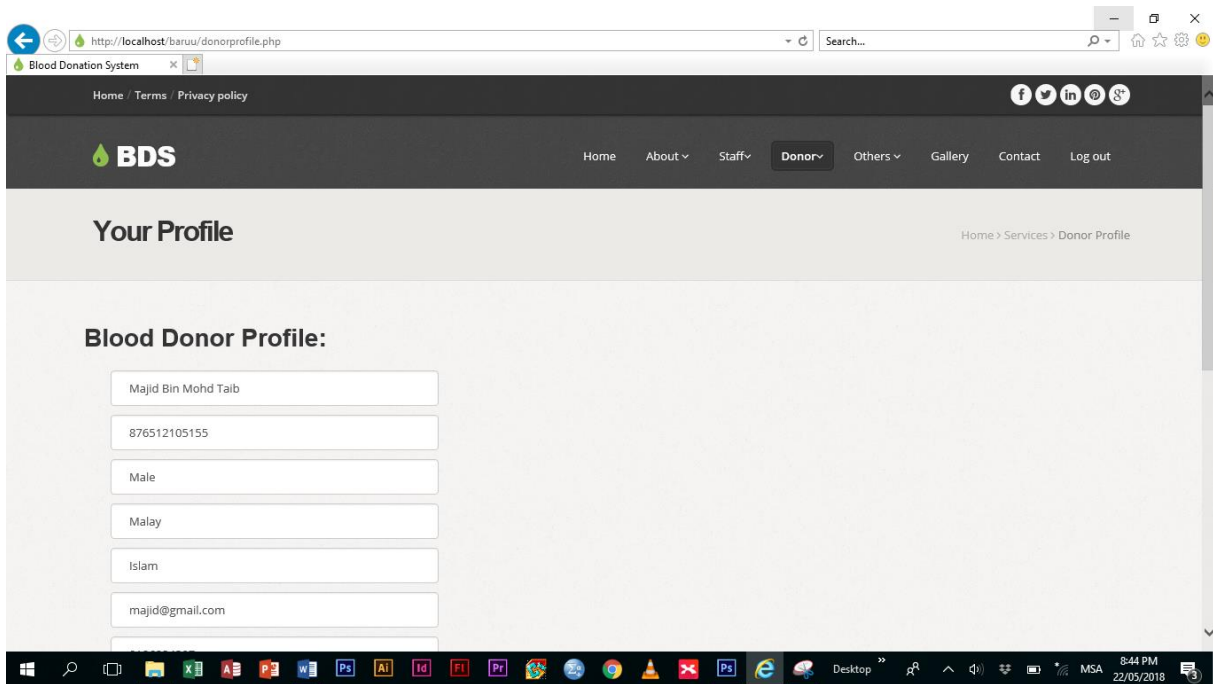 http://localhost/baruu/donorprofile.php
Search...
Blood Donation System
Home / Terms / Privacy policy
BDS
Home About Staff Donor Others Gallery Contact Log out
Your Profile
Home > Services > Donor Profile
Blood Donor Profile:
Majid Bin Mohd Taib
876512105155
Male
Malay
Islam
majid@gmail.com
Desktop
MSA
8:44 PM
22/05/2018